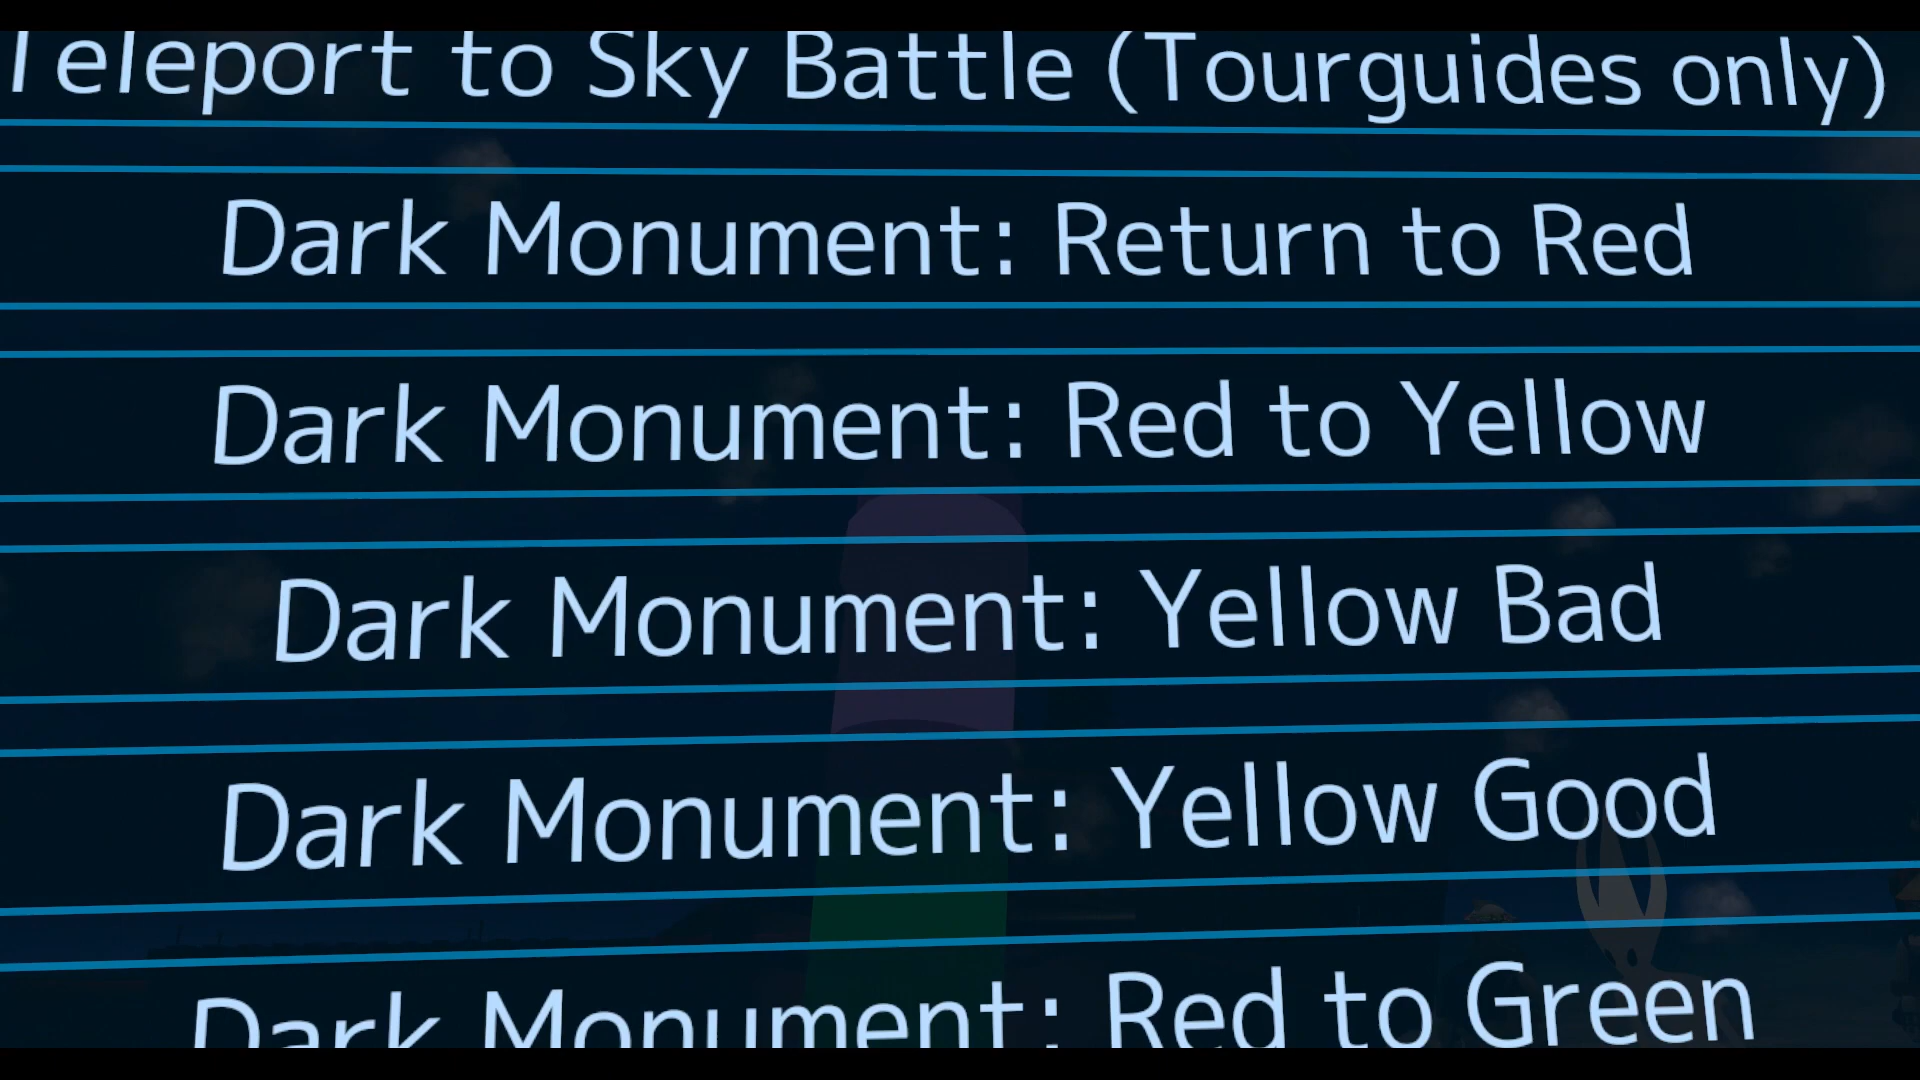 Teleport to Sky Battle (Tourguides only)
Dark Monument: Return to Red
Dark Monument: Red to Yellow
Dark Monument: Yellow Bad
Dark Monument: Yellow Good
Dark Monument: Red to Green